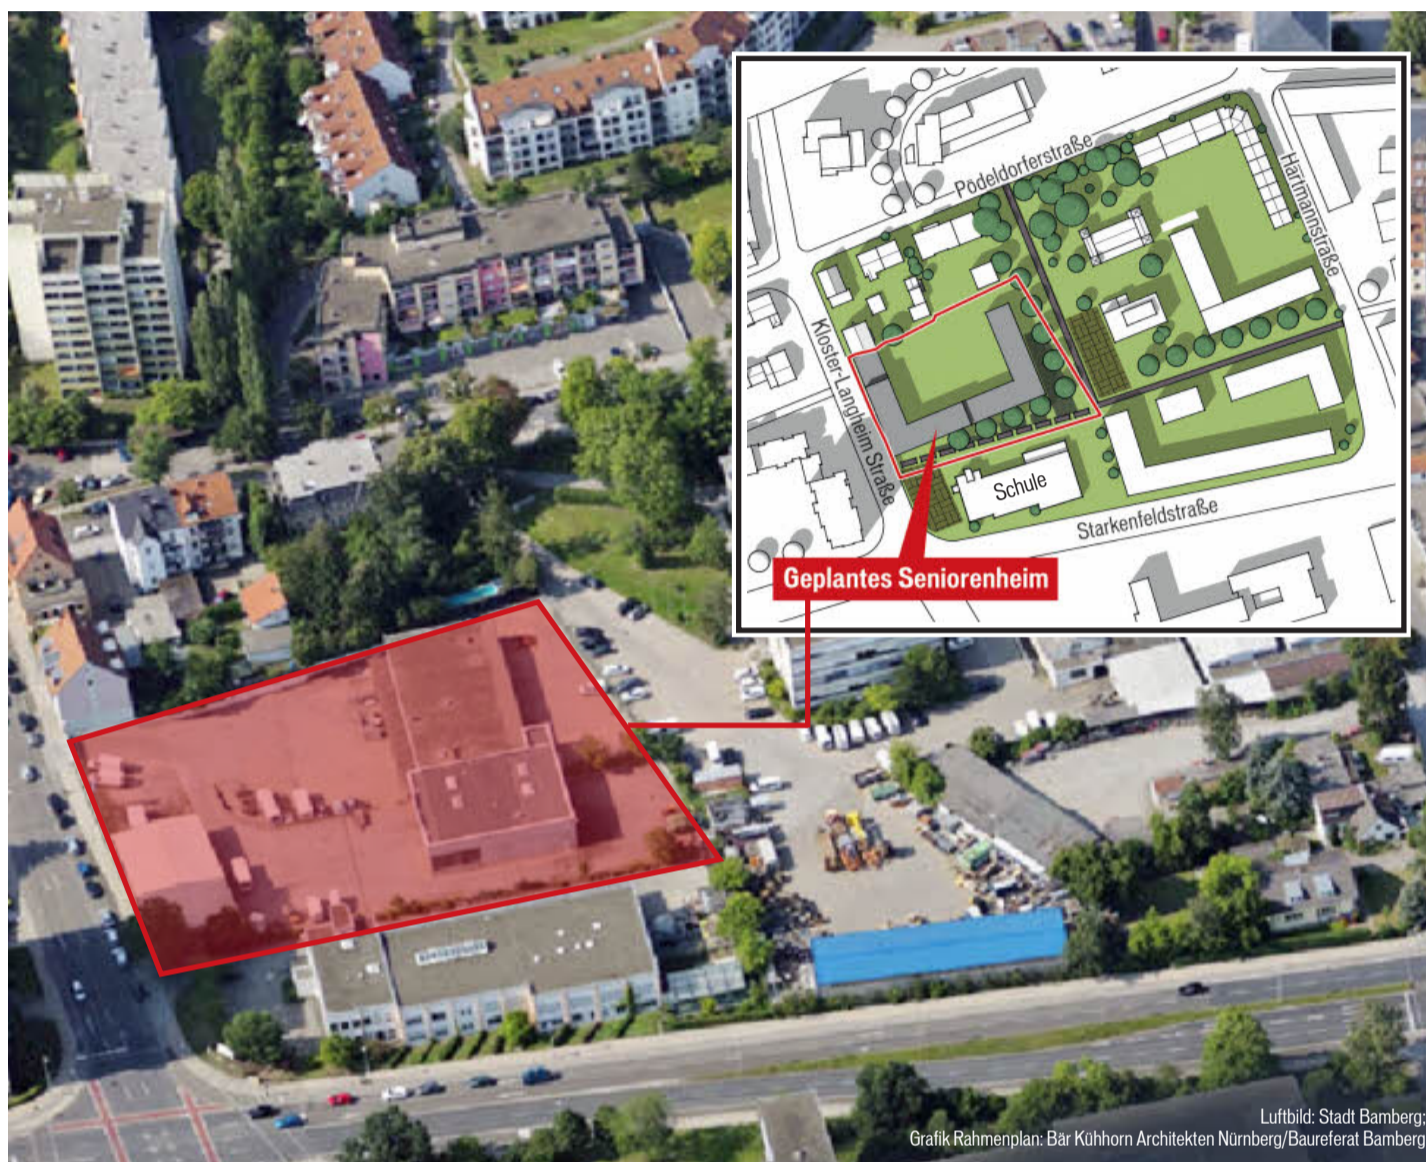 Pödeldorferstraße
Hartmannstraße
Kloster-Langheim Straße
Schule
Starkenfeldstraße
Geplantes Seniorenheim
Luftbild: Stadt Bamberg;
Grafik Rahmenplan: Bär Kühhorn Architekten Nürnberg/Baureferat Bamberg